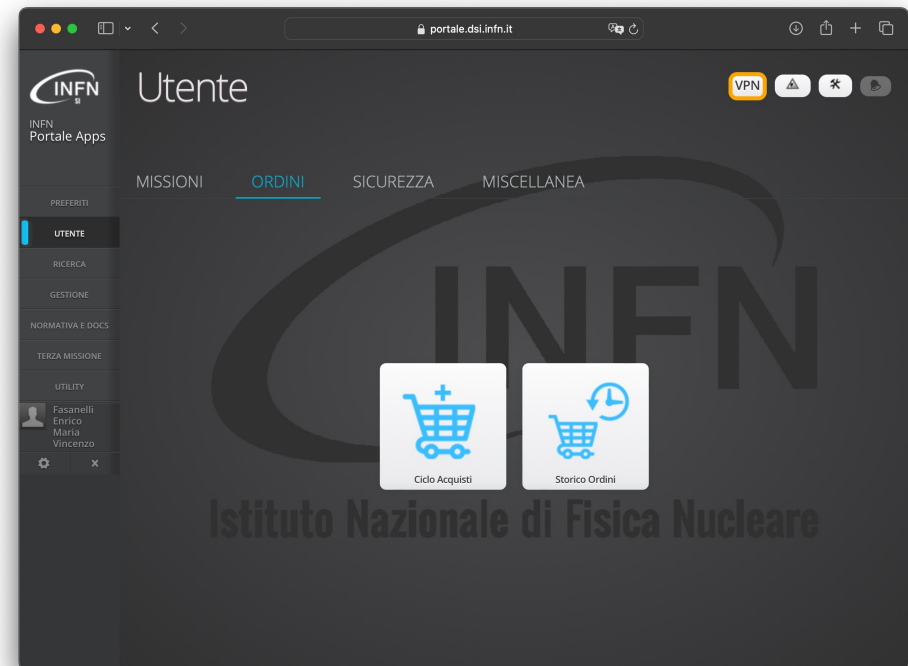 portale.dsi.infn.it
INFN
SI
INFN
Portale Apps
Utente
VPN
MISSIONI
ORDINI
SICUREZZA
MISCELLANEA
PREFERITI
UTENTE
RICERCA
GESTIONE
NORMATIVA E DOCS
TERZA MISSIONE
UTILITY
Fasanelli
Enrico
Maria
Vincenzo
x
INFN
Ciclo Acquisti
Storico Ordini
Istituto Nazionale di Fisica Nucleare